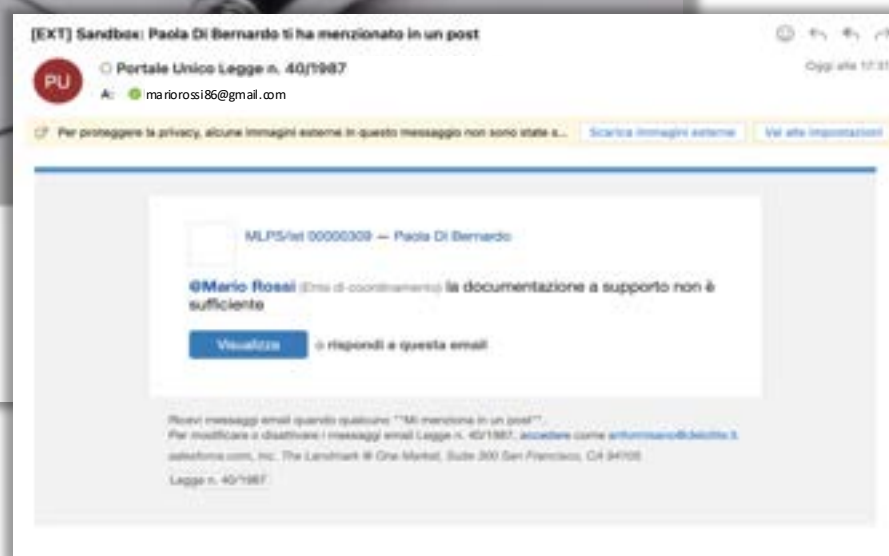 [EXT] Sandbox: Paola Di Bernardo ti ha menzionato in un post
PU
Portale Unico Legge n. 40/1987
Oggi alle 17:31
A: mariorossi86@gmail.com
Per proteggere la privacy, alcune immagini esterne in questo messaggio non sono state s... Scarica immagini esterne Vai alle impostazioni
MLPS/ist 00000309 — Paola Di Bernardo
@Mario Rossi (Ente di coordinamento) la documentazione a supporto non è
sufficiente
Visualizza o rispondi a questa email
Ricevi messaggi email quando qualcuno "Mi menziona in un post".
Per modificare o disattivare i messaggi email Legge n. 40/1987, accedere come
salesforce.com, inc. The Landmark @ One Market, Suite 300 San Francisco, CA 94105
Legge n. 40/1987